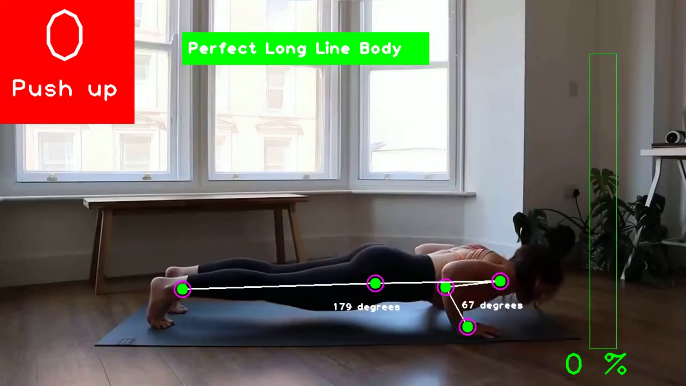 0
Push up
Perfect Long Line Body
179 degrees
67 degrees
0 %